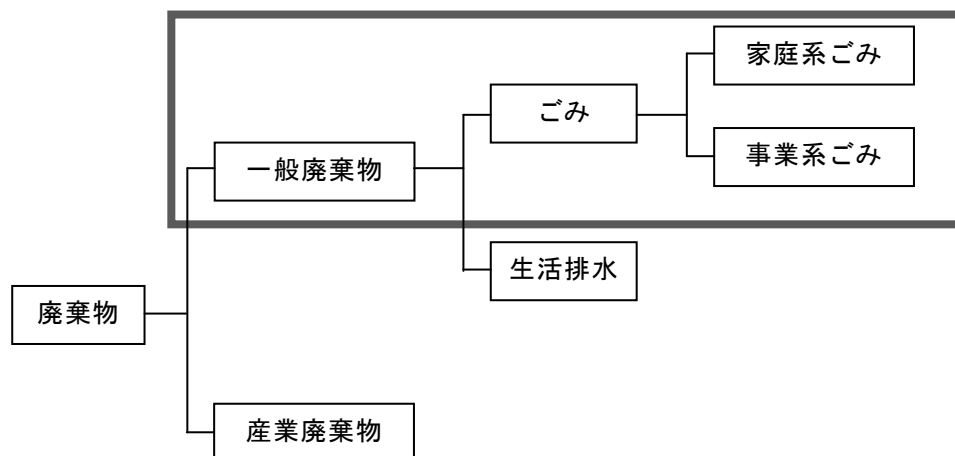 家庭系ごみ
ごみ
事業系ごみ
一般廃棄物
生活排水
廃棄物
産業廃棄物